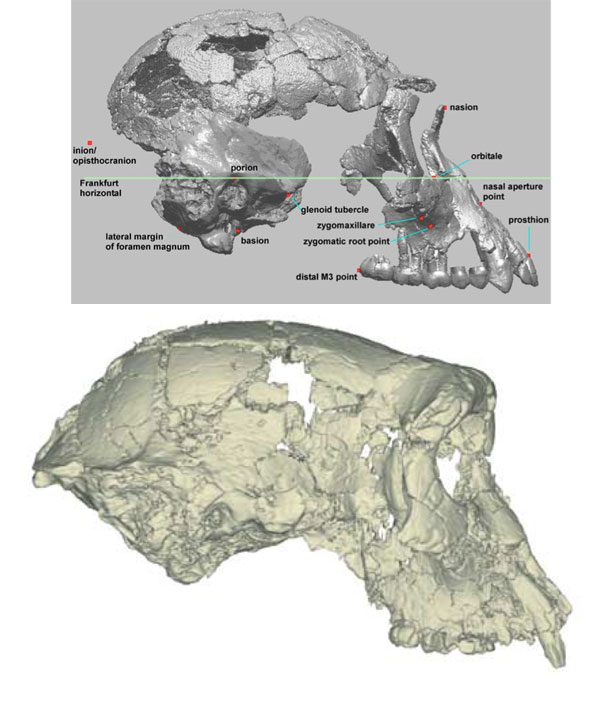 nasion
inion/
opisthocranion
orbitale
porion
Frankfurt
horizontal
nasal aperture
point
glenoid tubercle
prosthion
zygomaxillare
lateral margin
of foramen magnum
basion
zygomatic root point
distal M3 point